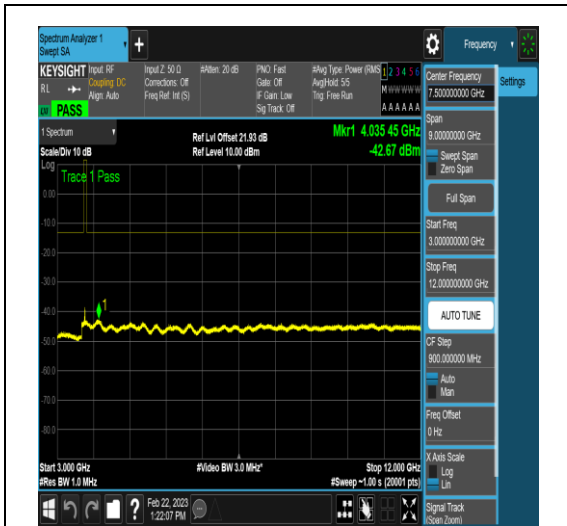 Spectrum Analyzer 1
Swept SA
+
Frequency
KEYSIGHT
RL
Input: RF
Coupling: DC
Align: Auto
Input Z: 50 Ω
Corrections: Off
Freq Ref: Int (S)
#Atten: 20 dB
PNO: Fast
Gate: Off
IF Gain: Low
Sig Track: Off
#Avg Type: Power (RMS)
Avg|Hold: 5/5
Trig: Free Run
1 2 3 4 5 6
M W W W W W
A A A A A A
PASS
1 Spectrum
Scale/Div 10 dB
Ref Lvl Offset 21.93 dB
Ref Level 10.00 dBm
Mkr1 4.035 45 GHz
-42.67 dBm
Log
Trace 1 Pass
0.00
-10.0
-20.0
-30.0
-40.0
-50.0
-60.0
-70.0
-80.0
1
Start 3.000 GHz
#Res BW 1.0 MHz
#Video BW 3.0 MHz*
Stop 12.000 GHz
#Sweep ~1.00 s (20001 pts)
Feb 22, 2023
1:22:07 PM
Center Frequency
7.500000000 GHz
Span
9.00000000 GHz
Swept Span
Zero Span
Full Span
Start Freq
3.000000000 GHz
Stop Freq
12.000000000 GHz
AUTO TUNE
CF Step
900.000000 MHz
Auto
Man
Freq Offset
0 Hz
X Axis Scale
Log
Lin
Signal Track
(Span Zoom)
Settings